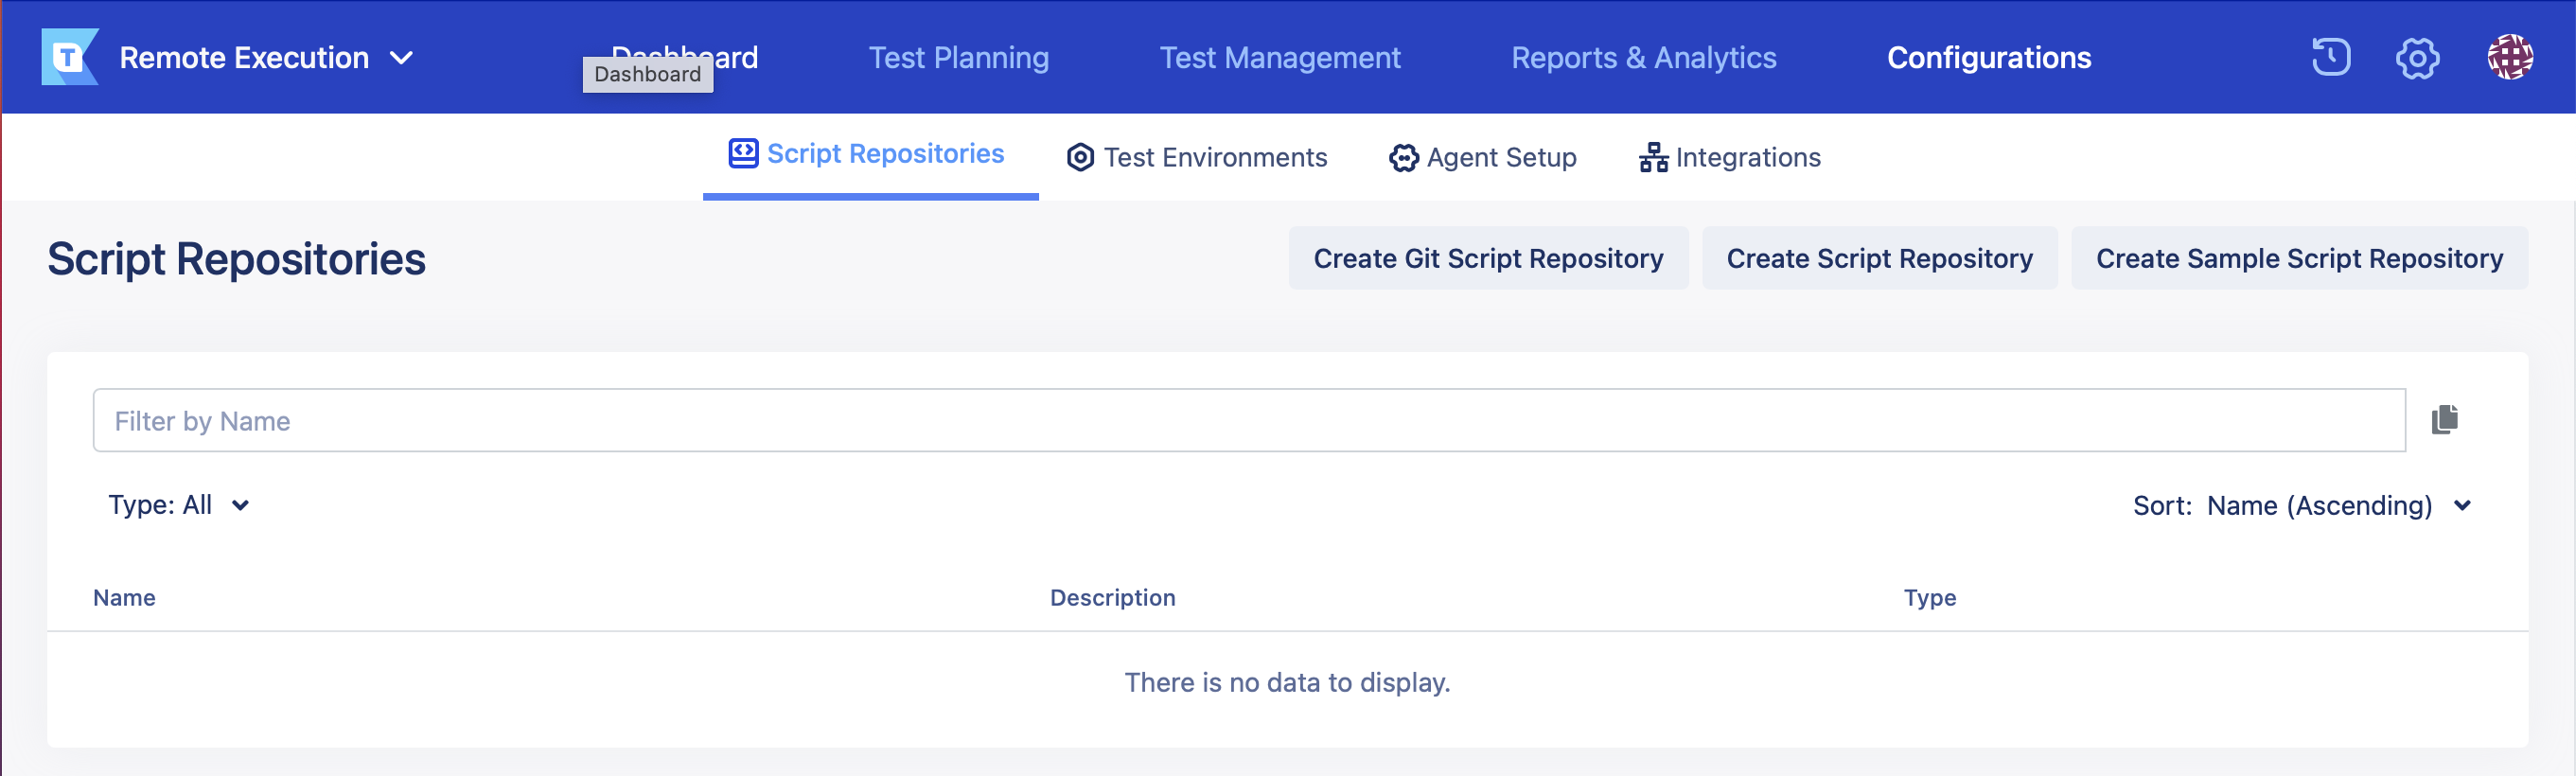 T Remote Execution Dashboard Test Planning Test Management Reports & Analytics Configurations
Dashboard
Script Repositories Test Environments Agent Setup Integrations
Script Repositories Create Git Script Repository Create Script Repository Create Sample Script Repository
Filter by Name
Type: All Sort: Name (Ascending)
Name Description Type
There is no data to display.